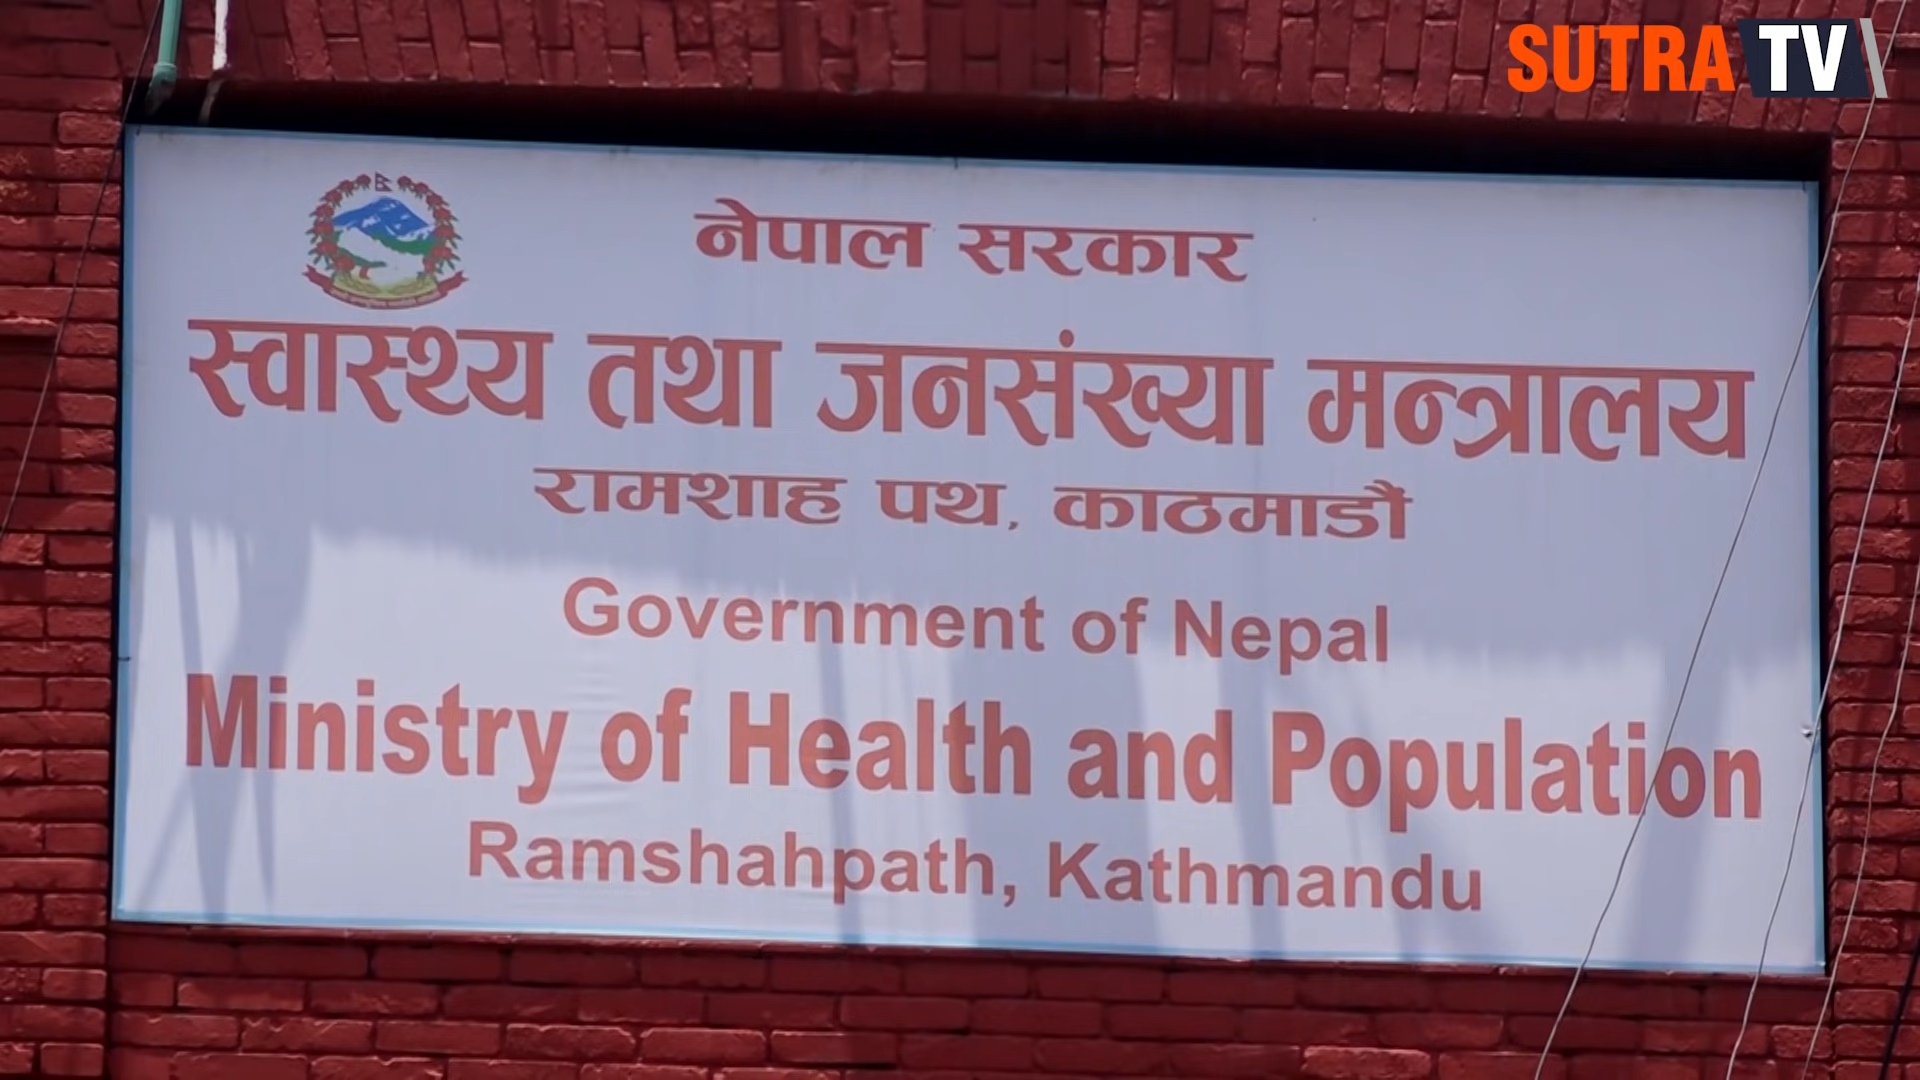 SUTRA TV
नेपाल सरकार
स्वास्थ्य तथा जनसंख्या मन्त्रालय
रामशाह पथ, काठमाडौं
Government of Nepal
Ministry of Health and Population
Ramshahpath, Kathmandu